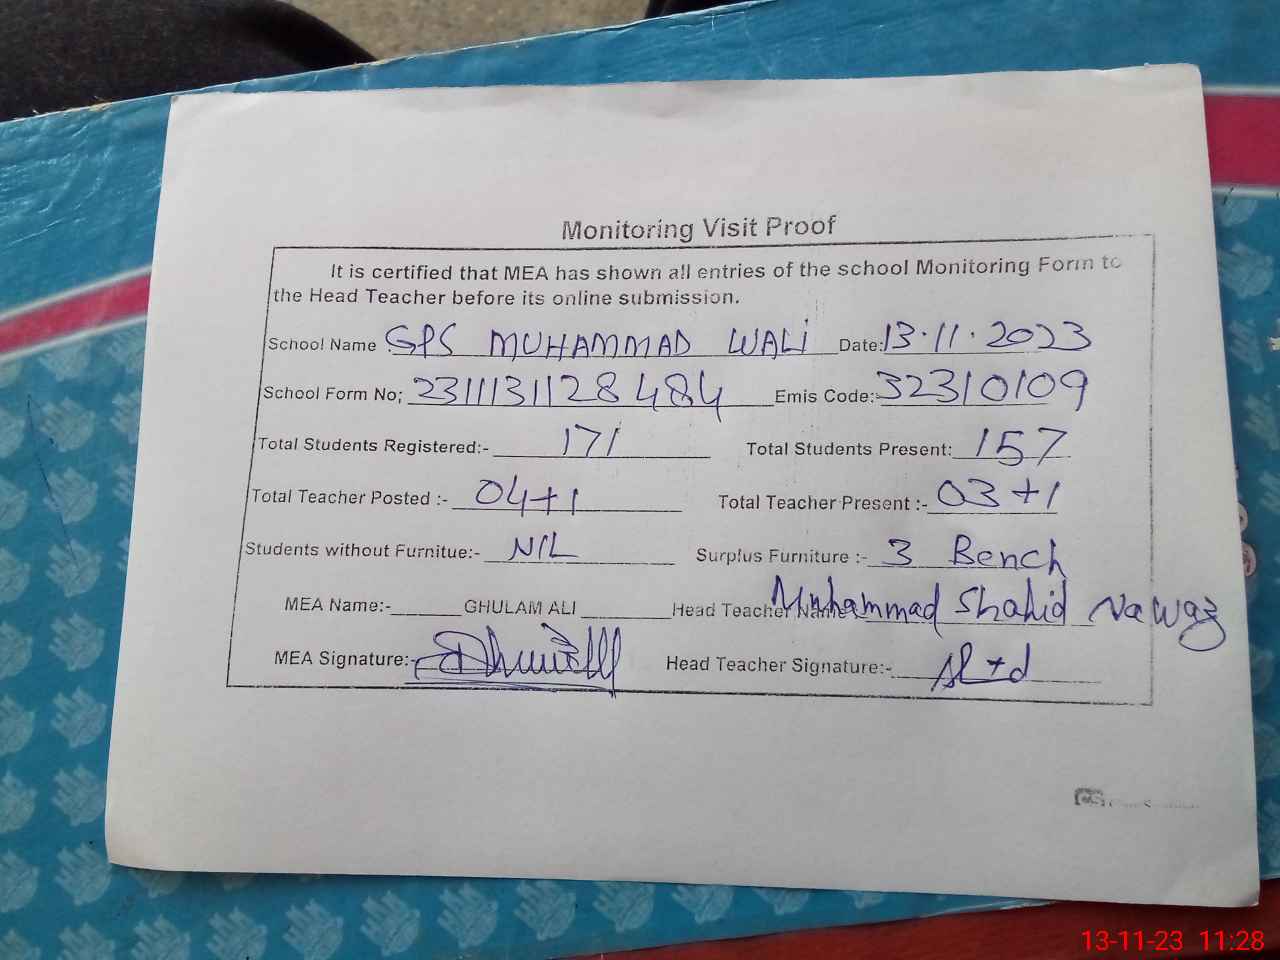 Monitoring Visit Proof
It is certified that MEA has shown all entries of the school Monitoring Form to
the Head Teacher before its online submission.
School Name GPS MUHAMMAD WALI Date: 13.11.2023
School Form No; 2311131128484 Emis Code:- 32310109
Total Students Registered:- 171 Total Students Present: 157
Total Teacher Posted :- 04+1 Total Teacher Present :- 03+1
Students without Furnitue:- NIL Surplus Furniture :- 3 Bench
MEA Name:- GHULAM ALI Head Teacher Name:- Muhammad Shahid Nawaz
MEA Signature:- Head Teacher Signature:-
CS
13-11-23 11:28